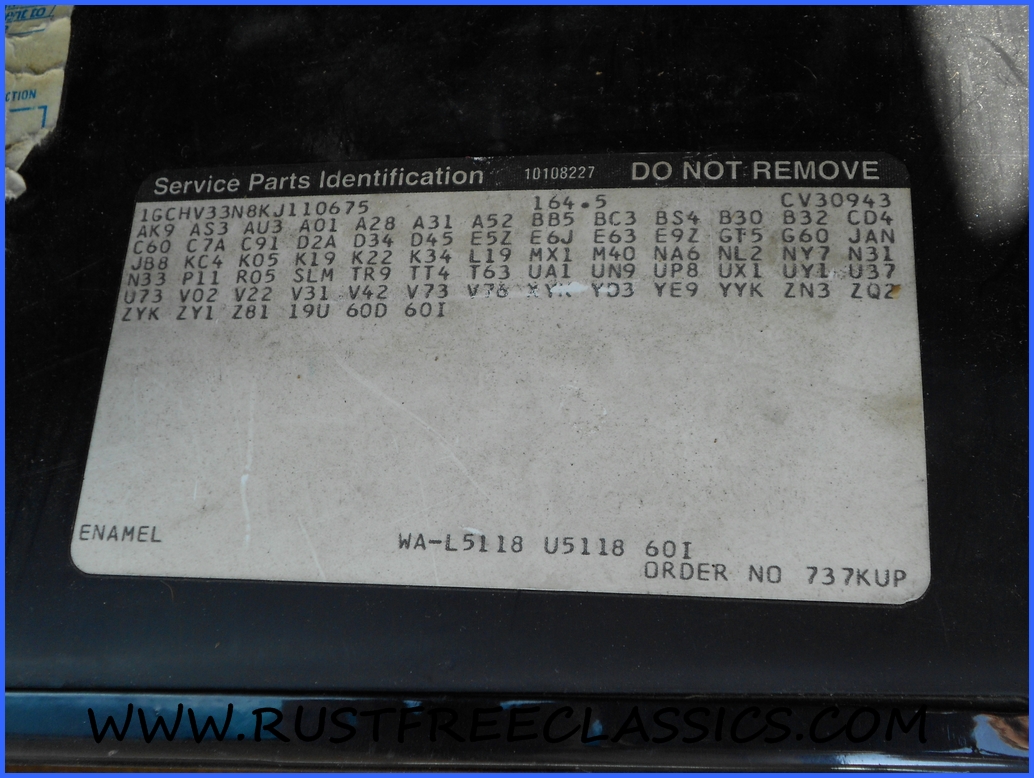 CTION
Service Parts Identification 10108227 DO NOT REMOVE
1GCHV33N8KJ110675 164.5 CV30943
AK9 AS3 AU3 A01 A28 A31 A52 BB5 BC3 BS4 B30 B32 CD4
C60 C7A C91 D2A D34 D45 E5Z E6J E63 E9Z GT5 G60 JAN
JB8 KC4 K05 K19 K22 K34 L19 MX1 M40 NA6 NL2 NY7 N31
N33 P11 R05 SLM TR9 TT4 T63 UA1 UN9 UP8 UX1 UY1 U37
U73 V02 V22 V31 V42 V73 V76 YD3 YE9 YYK ZN3 ZQ2
ZYK ZY1 Z81 19U 60D 60I
ENAMEL WA-L5118 U5118 60I
ORDER NO 737KUP
WWW.RUSTFREECLASSICS.COM